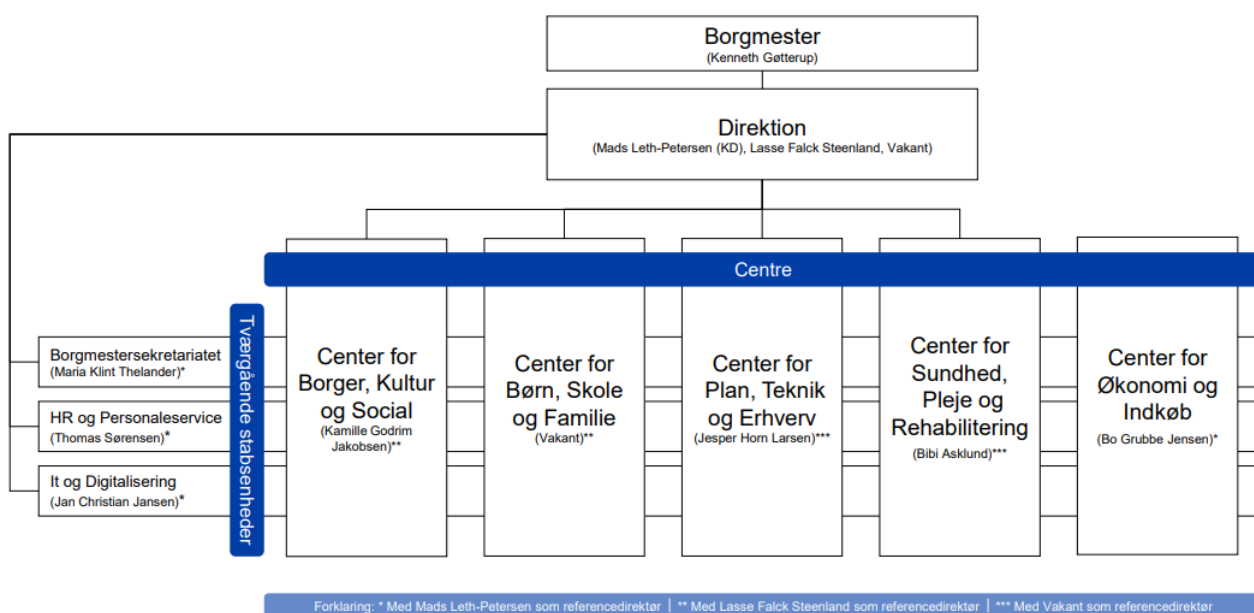 Borgmester
(Kenneth Gøtterup)
Direktion
(Mads Leth-Petersen (KD), Lasse Falck Steenland, Vakant)
Centre
Tværgående stabsenheder
Borgmestersekretariatet
(Maria Klint Thelander)*
HR og Personaleservice
(Thomas Sørensen)*
It og Digitalisering
(Jan Christian Jansen)*
Center for
Borger, Kultur
og Social
(Kamille Godrim
Jakobsen)**
Center for
Børn, Skole
og Familie
(Vakant)**
Center for
Plan, Teknik
og Erhverv
(Jesper Horn Larsen)***
Center for
Sundhed,
Pleje og
Rehabilitering
(Bibi Asklund)***
Center for
Økonomi og
Indkøb
(Bo Grubbe Jensen)*
Forklaring: * Med Mads Leth-Petersen som referencedirektør | ** Med Lasse Falck Steenland som referencedirektør | *** Med Vakant som referencedirektør